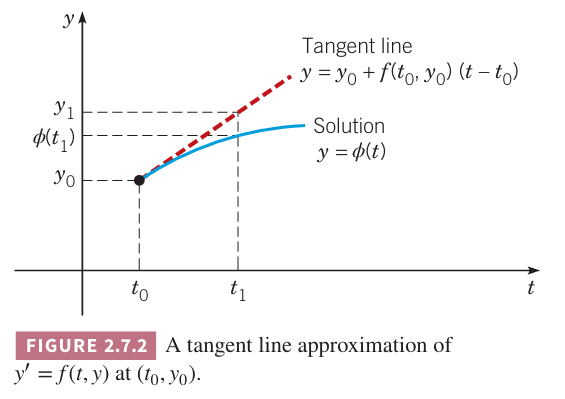 y
Tangent line
y = y₀ + f(t₀, y₀) (t – t₀)
y₁
ϕ(t₁)
Solution
y = ϕ(t)
y₀
t₀
t₁
t
FIGURE 2.7.2 A tangent line approximation of
y′ = f(t, y) at (t₀, y₀).